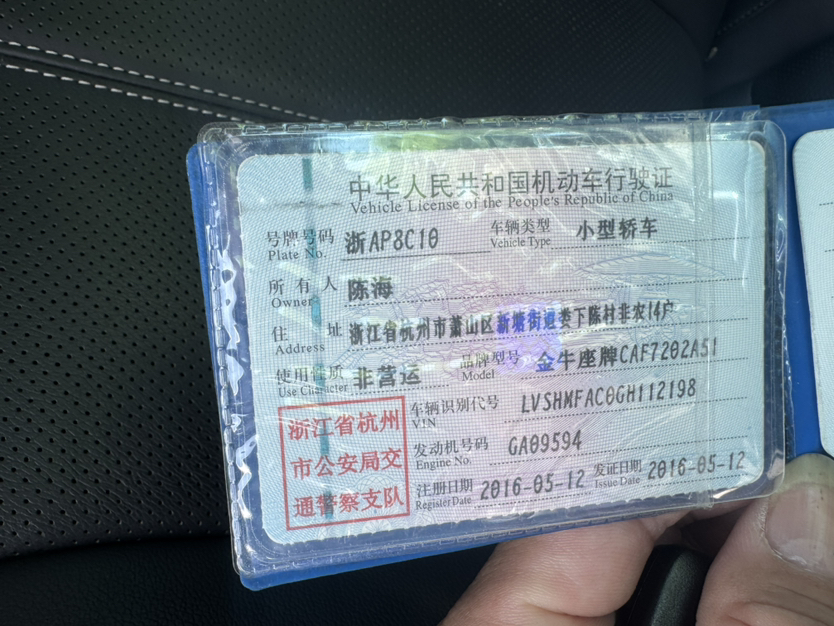 中华人民共和国机动车行驶证
Vehicle License of the People's Republic of China
号牌号码 浙AP8C10 车辆类型 小型轿车
Plate No. Vehicle Type
所有人 陈海
Owner
住址 浙江省杭州市萧山区新塘街道娄下陈村非农14户
Address
使用性质 非营运 品牌型号 金牛座牌CAF7202A51
Use Character Model
浙江省杭州
市公安局交
通警察支队
车辆识别代号 LVSHMFAC0GH112198
VIN
发动机号码 GA09594
Engine No.
注册日期 2016-05-12 发证日期 2016-05-12
Register Date Issue Date